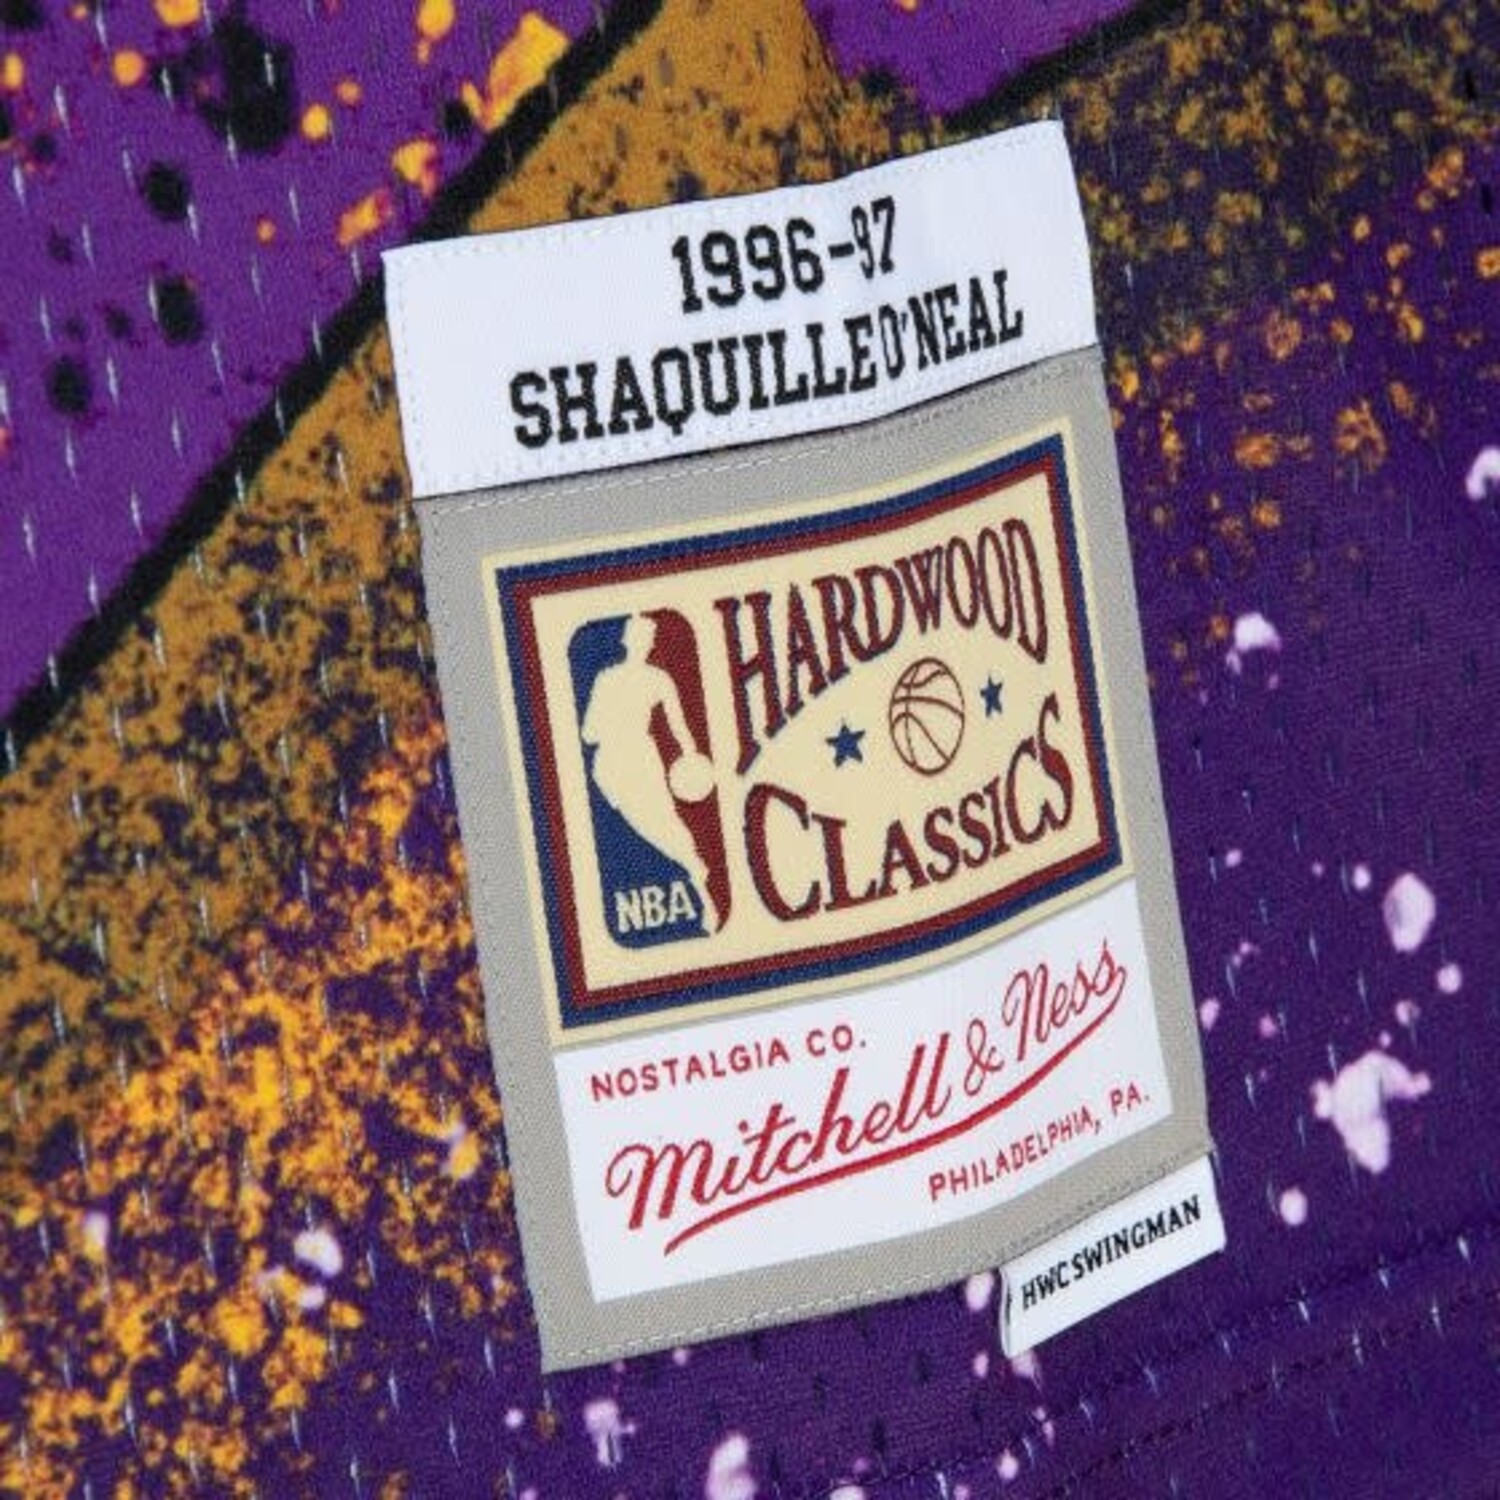 1996-97
SHAQUILLE O'NEAL
HARDWOOD
CLASSICS
NBA
NOSTALGIA CO.
Mitchell & Ness
PHILADELPHIA, PA.
HWC SWINGMAN